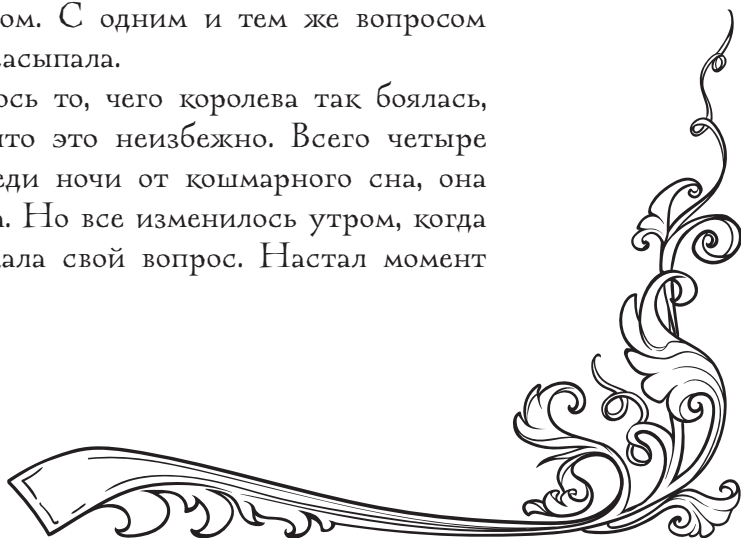 ом. С одним и тем же вопросом
асыпала.
ось то, чего королева так боялась,
что это неизбежно. Всего четыре
еди ночи от кошмарного сна, она
. Но все изменилось утром, когда
ала свой вопрос. Настал момент